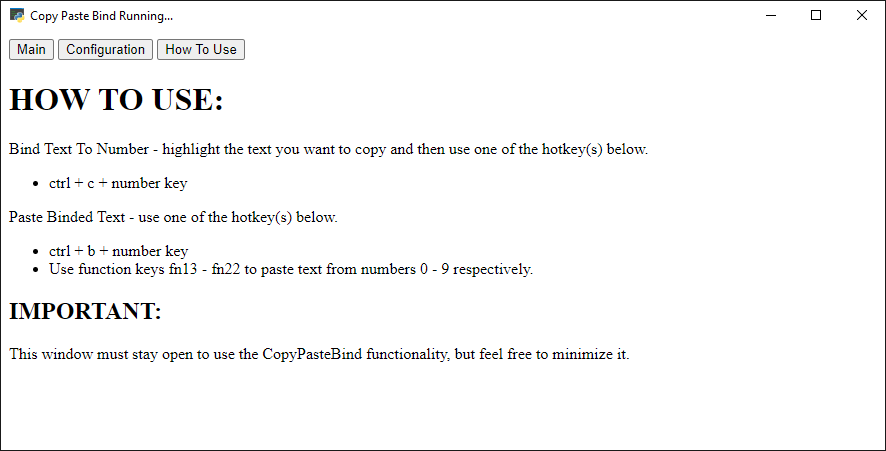 Copy Paste Bind Running...
Main Configuration How To Use
HOW TO USE:
Bind Text To Number - highlight the text you want to copy and then use one of the hotkey(s) below.
• ctrl + c + number key
Paste Binded Text - use one of the hotkey(s) below.
• ctrl + b + number key
• Use function keys fn13 - fn22 to paste text from numbers 0 - 9 respectively.
IMPORTANT:
This window must stay open to use the CopyPasteBind functionality, but feel free to minimize it.